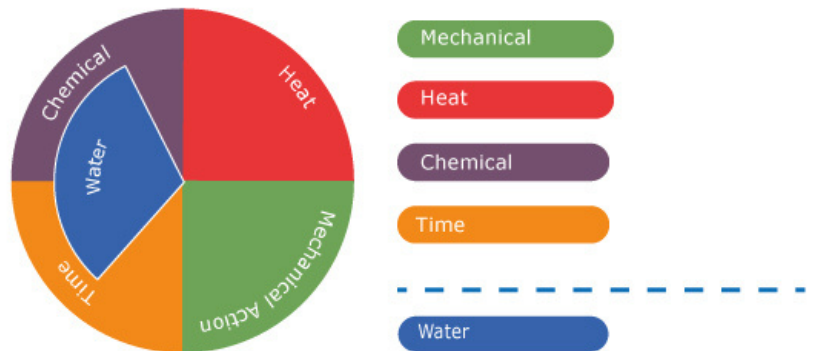 Chemical
Heat
Water
Time
Mechanical Action
Mechanical
Heat
Chemical
Time
Water